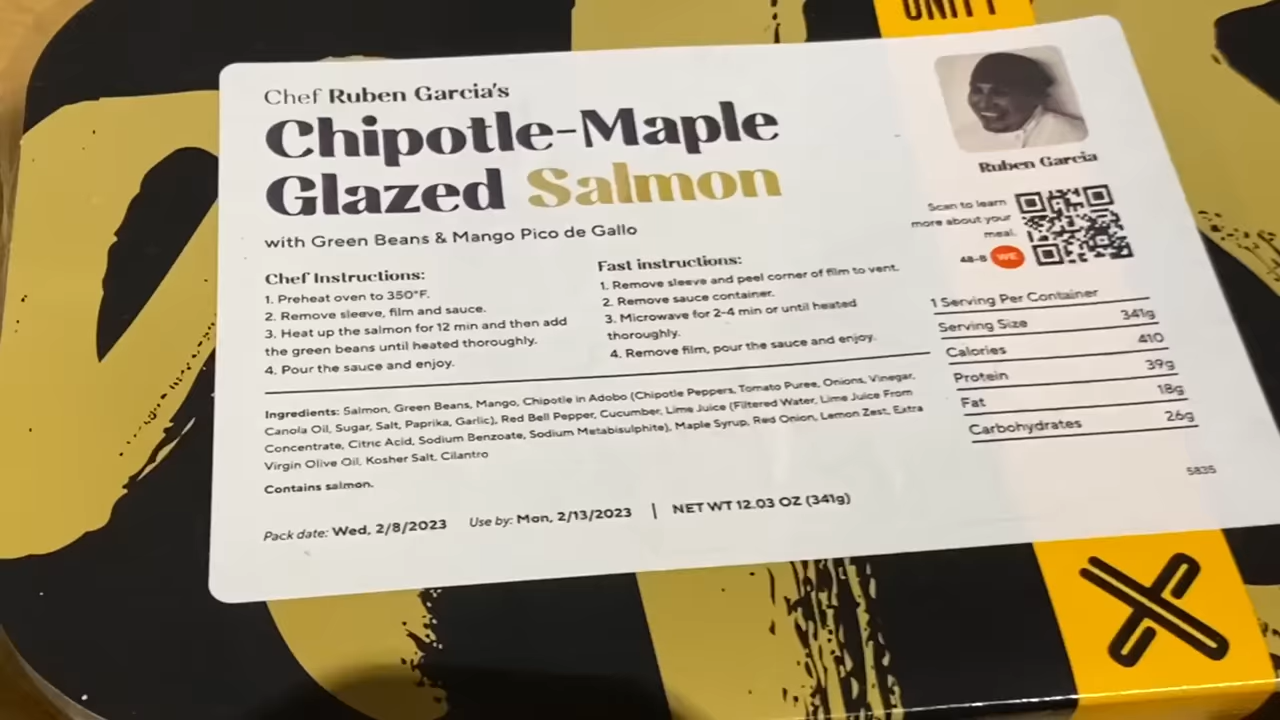 UNITY
Chef Ruben Garcia's
Chipotle-Maple
Glazed Salmon
with Green Beans & Mango Pico de Gallo
Chef Instructions:
1. Preheat oven to 350°F.
2. Remove sleeve, film and sauce.
3. Heat up the salmon for 12 min and then add
the green beans until heated thoroughly.
4. Pour the sauce and enjoy.
Fast instructions:
1. Remove sleeve and peel corner of film to vent.
2. Remove sauce container.
3. Microwave for 2-4 min or until heated
thoroughly.
4. Remove film, pour the sauce and enjoy.
Ingredients: Salmon, Green Beans, Mango, Chipotle in Adobo (Chipotle Peppers, Tomato Puree, Onions, Vinegar,
Canola Oil, Sugar, Salt, Paprika, Garlic), Red Bell Pepper, Cucumber, Lime Juice (Filtered Water, Lime Juice From
Concentrate, Citric Acid, Sodium Benzoate, Sodium Metabisulphite), Maple Syrup, Red Onion, Lemon Zest, Extra
Virgin Olive Oil, Kosher Salt, Cilantro
Contains salmon.
Pack date: Wed, 2/8/2023 Use by: Mon, 2/13/2023 | NET WT 12.03 OZ (341g)
Ruben Garcia
Scan to learn
more about your
meal.
48-B WE
1 Serving Per Container
Serving Size 341g
Calories 410
Protein 39g
Fat 18g
Carbohydrates 26g
5835